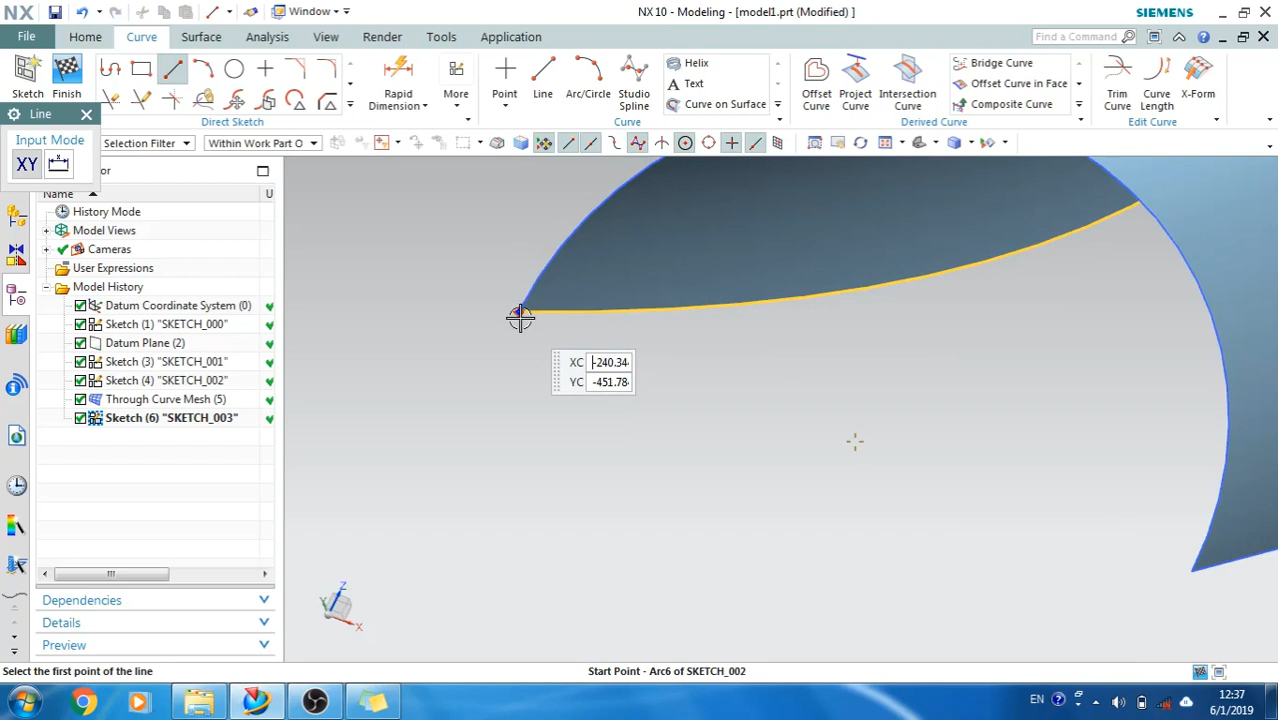 NX
Window
NX 10 - Modeling - [model1.prt (Modified) ]
SIEMENS
File
Home
Curve
Surface
Analysis
View
Render
Tools
Application
Find a Command
Sketch
Finish
Rapid
Dimension
More
Point
Line
Arc/Circle
Studio
Spline
Helix
Text
Curve on Surface
Offset
Curve
Project
Curve
Intersection
Curve
Bridge Curve
Offset Curve in Face
Composite Curve
Trim
Curve
Curve
Length
X-Form
Direct Sketch
Curve
Derived Curve
Edit Curve
Line
Input Mode
XY
Selection Filter
Within Work Part O
or
Name
U
History Mode
Model Views
Cameras
User Expressions
Model History
Datum Coordinate System (0)
Sketch (1) "SKETCH_000"
Datum Plane (2)
Sketch (3) "SKETCH_001"
Sketch (4) "SKETCH_002"
Through Curve Mesh (5)
Sketch (6) "SKETCH_003"
XC -240.34
YC -451.78
Z
Y
X
Dependencies
Details
Preview
Select the first point of the line
Start Point - Arc6 of SKETCH_002
EN
12:37
6/1/2019